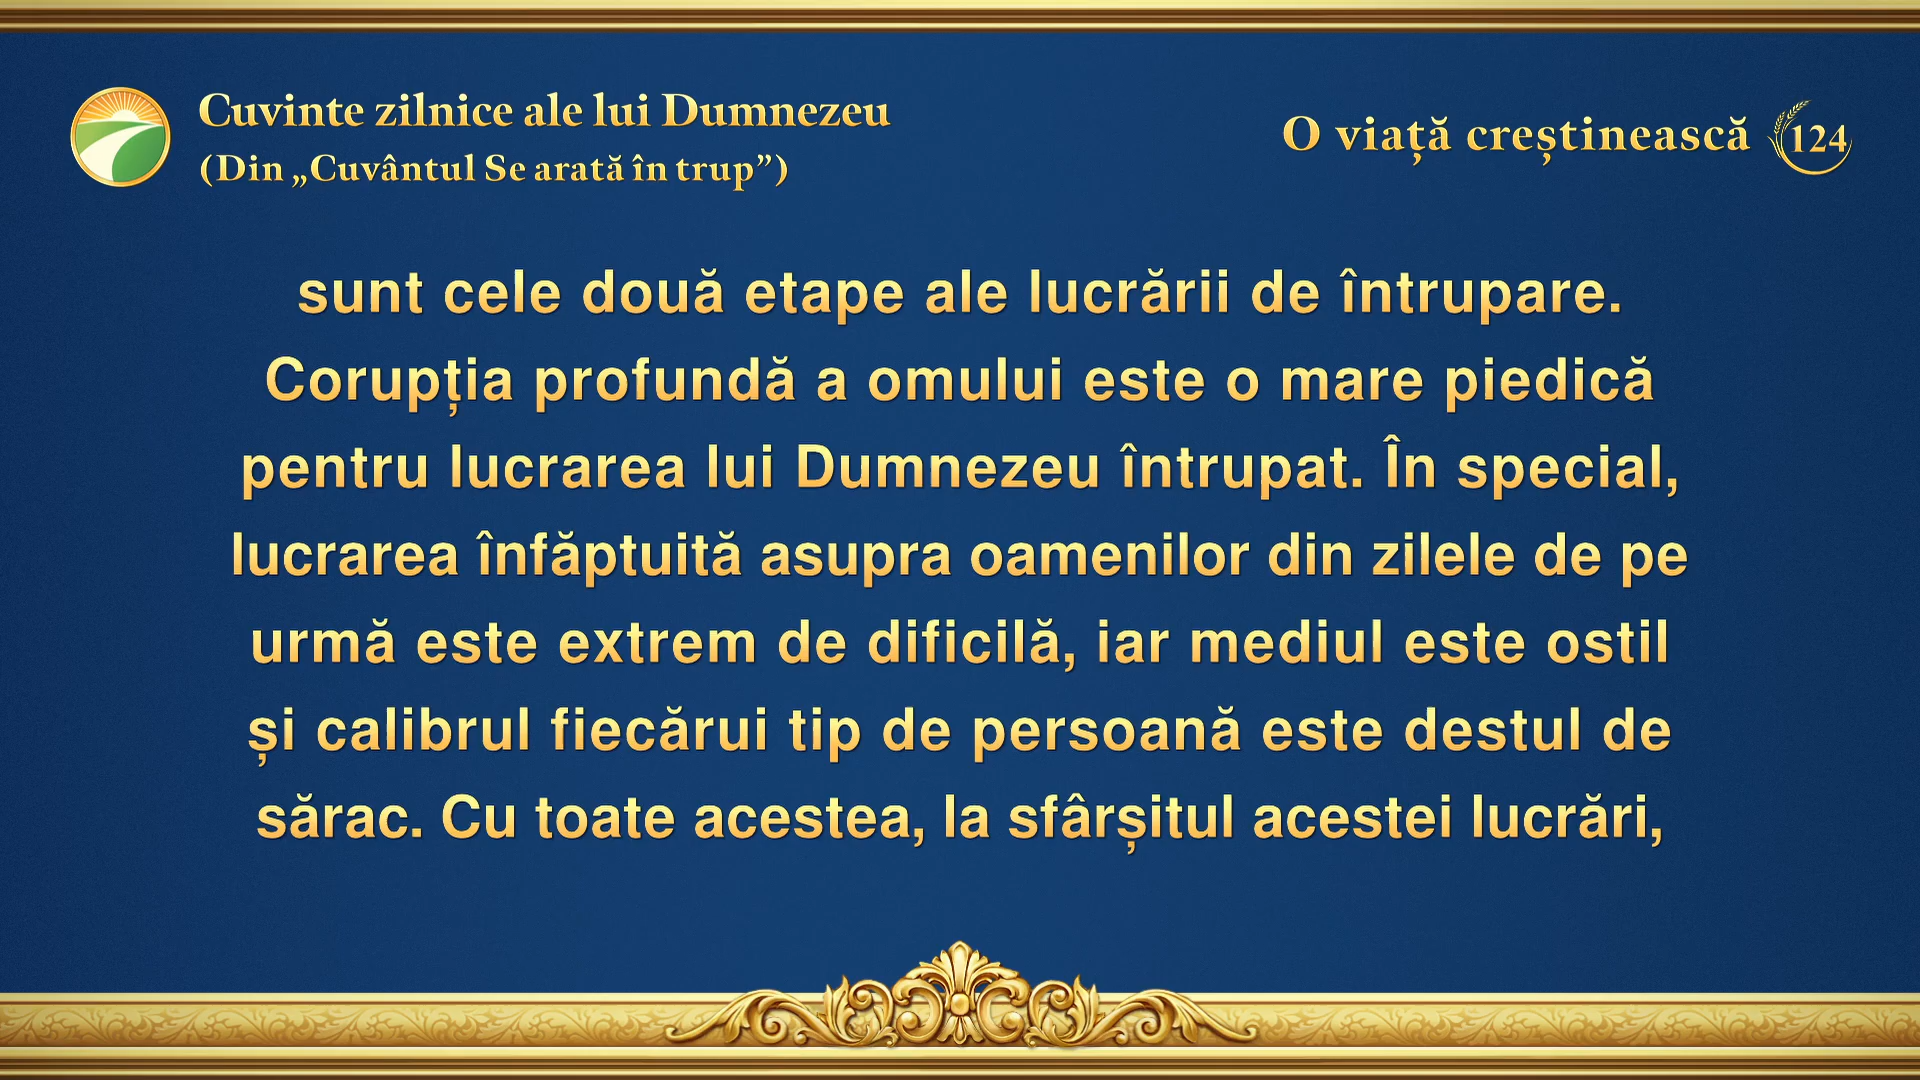 Cuvinte zilnice ale lui Dumnezeu
(Din „Cuvântul Se arată în trup”)
O viață creștinească 124
sunt cele două etape ale lucrării de întrupare.
Corupția profundă a omului este o mare piedică
pentru lucrarea lui Dumnezeu întrupat. În special,
lucrarea înfăptuită asupra oamenilor din zilele de pe
urmă este extrem de dificilă, iar mediul este ostil
și calibrul fiecărui tip de persoană este destul de
sărac. Cu toate acestea, la sfârșitul acestei lucrări,